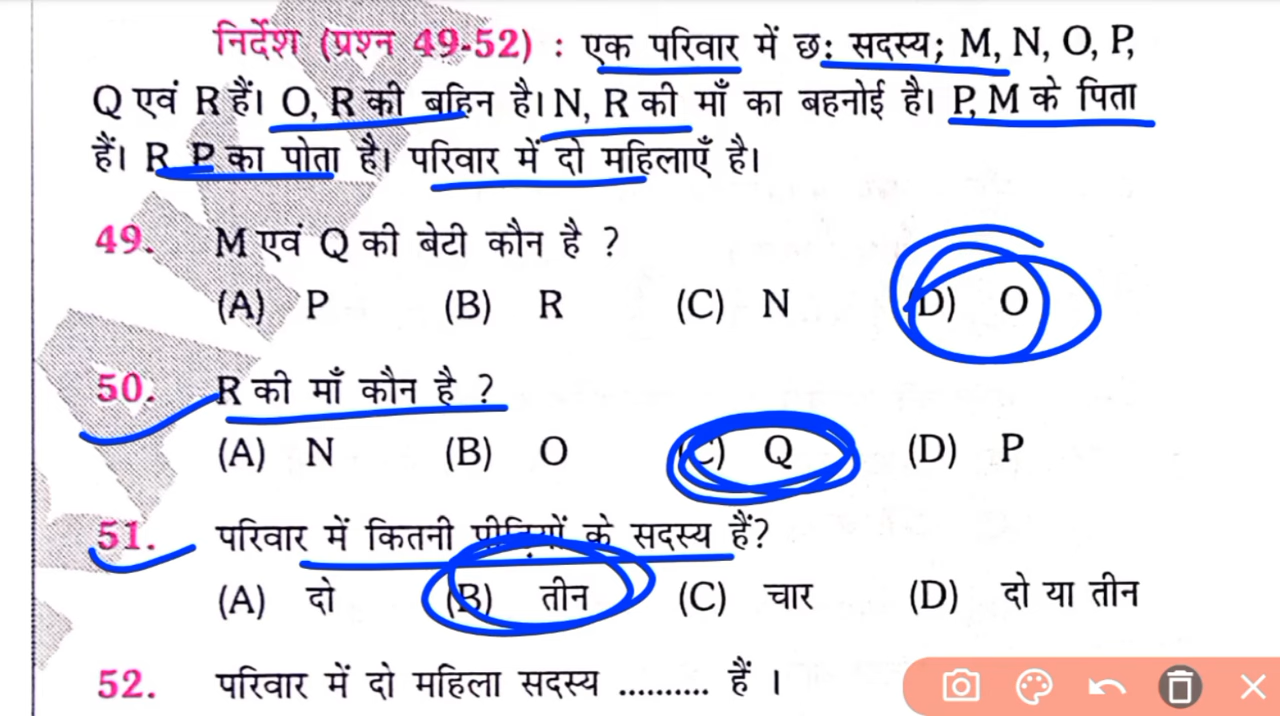 निर्देश (प्रश्न 49-52) : एक परिवार में छ: सदस्य; M, N, O, P,
Q एवं R हैं। O, R की बहिन है। N, R की माँ का बहनोई है। P, M के पिता
हैं। R P का पोता है। परिवार में दो महिलाएँ है।
49. M एवं Q की बेटी कौन है ?
(A) P (B) R (C) N (D) O
50. R की माँ कौन है ?
(A) N (B) O (C) Q (D) P
51. परिवार में कितनी पीढ़ियों के सदस्य हैं?
(A) दो (B) तीन (C) चार (D) दो या तीन
52. परिवार में दो महिला सदस्य .......... हैं ।